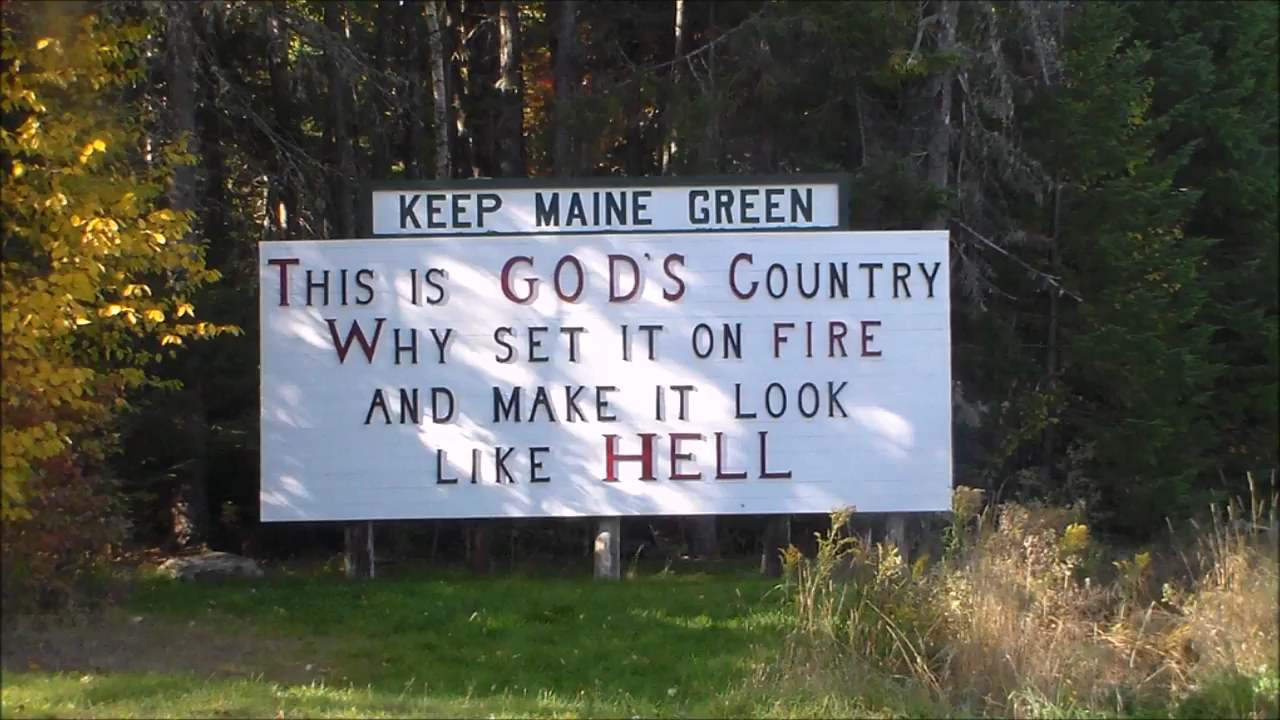 KEEP MAINE GREEN
THIS IS GOD'S COUNTRY
WHY SET IT ON FIRE
AND MAKE IT LOOK
LIKE HELL